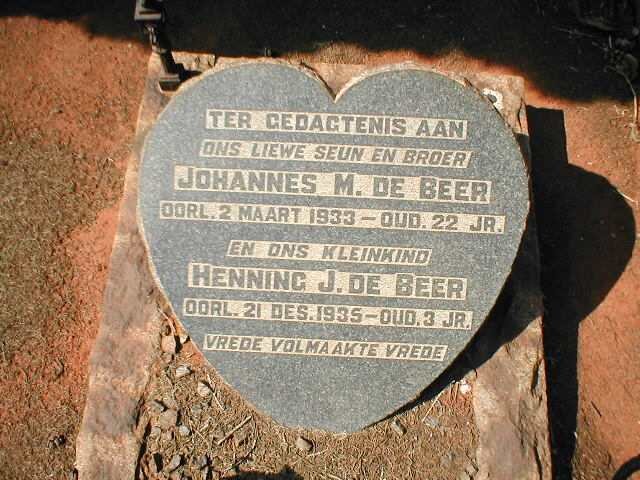 TER GEDAGTENIS AAN
ONS LIEWE SEUN EN BROER
JOHANNES M. DE BEER
OORL. 2 MAART 1933 – OUD. 22 JR.
EN ONS KLEINKIND
HENNING J. DE BEER
OORL. 21 DES. 1935 – OUD. 3 JR.
VREDE VOLMAAKTE VREDE